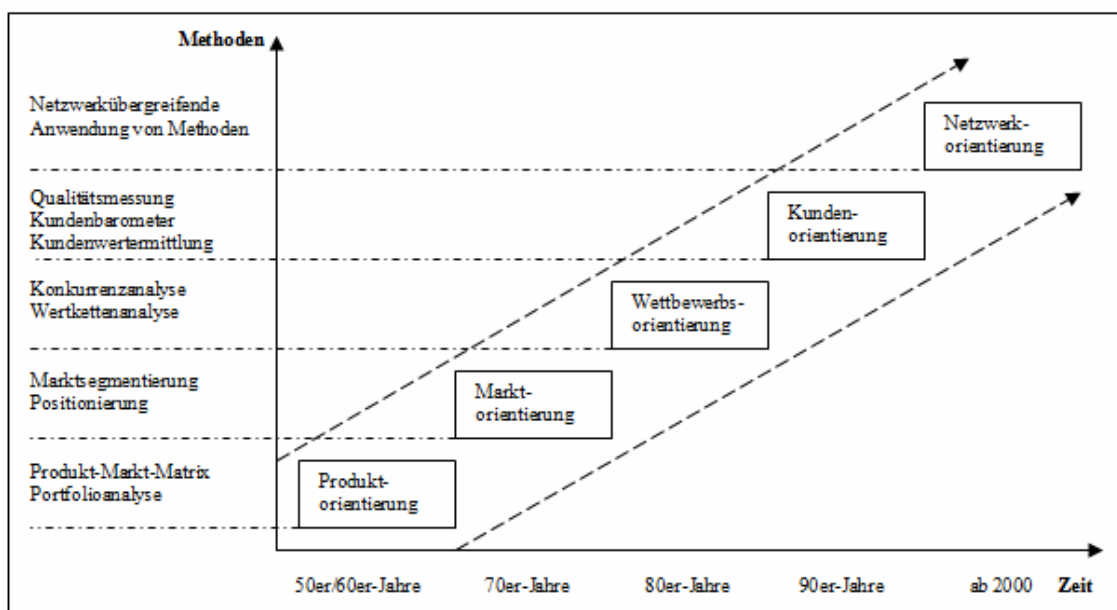 Methoden
Netzwerkübergreifende
Anwendung von Methoden
Netzwerk-
orientierung
Qualitätsmessung
Kundenbarometer
Kundenwertermittlung
Kunden-
orientierung
Konkurrenzanalyse
Wertkettenanalyse
Wettbewerbs-
orientierung
Marktsegmentierung
Positionierung
Markt-
orientierung
Produkt-Markt-Matrix
Portfolioanalyse
Produkt-
orientierung
50er/60er-Jahre 70er-Jahre 80er-Jahre 90er-Jahre ab 2000 Zeit